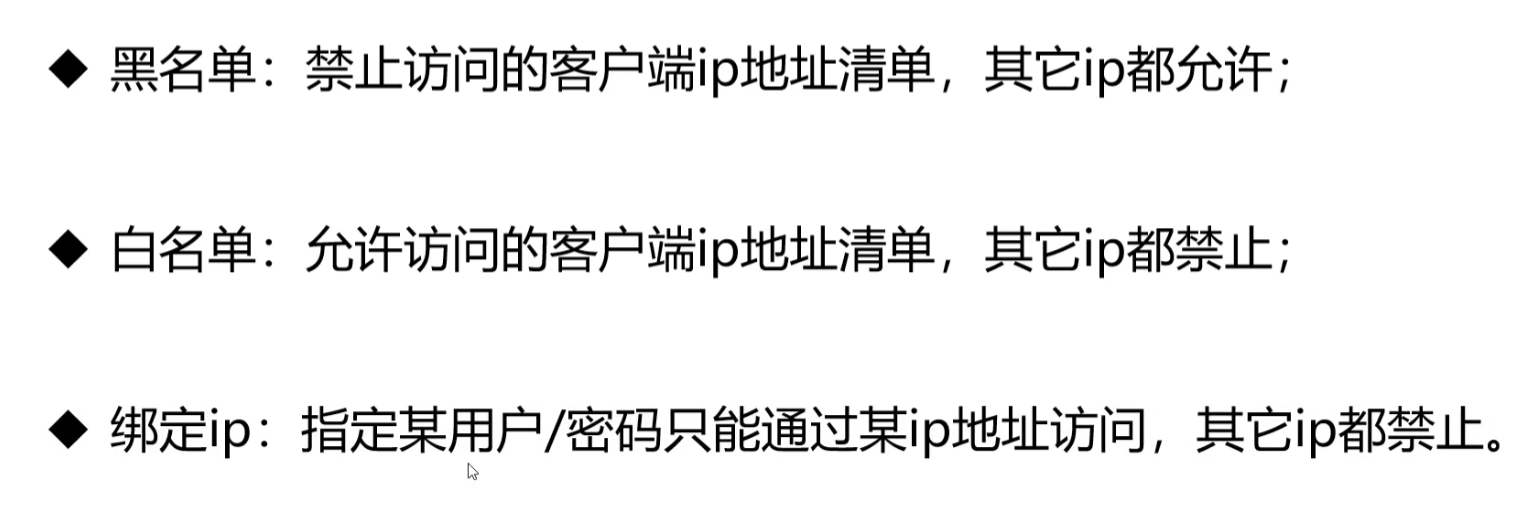 ◆ 黑名单：禁止访问的客户端ip地址清单，其它ip都允许；
◆ 白名单：允许访问的客户端ip地址清单，其它ip都禁止；
◆ 绑定ip：指定某用户/密码只能通过某ip地址访问，其它ip都禁止。